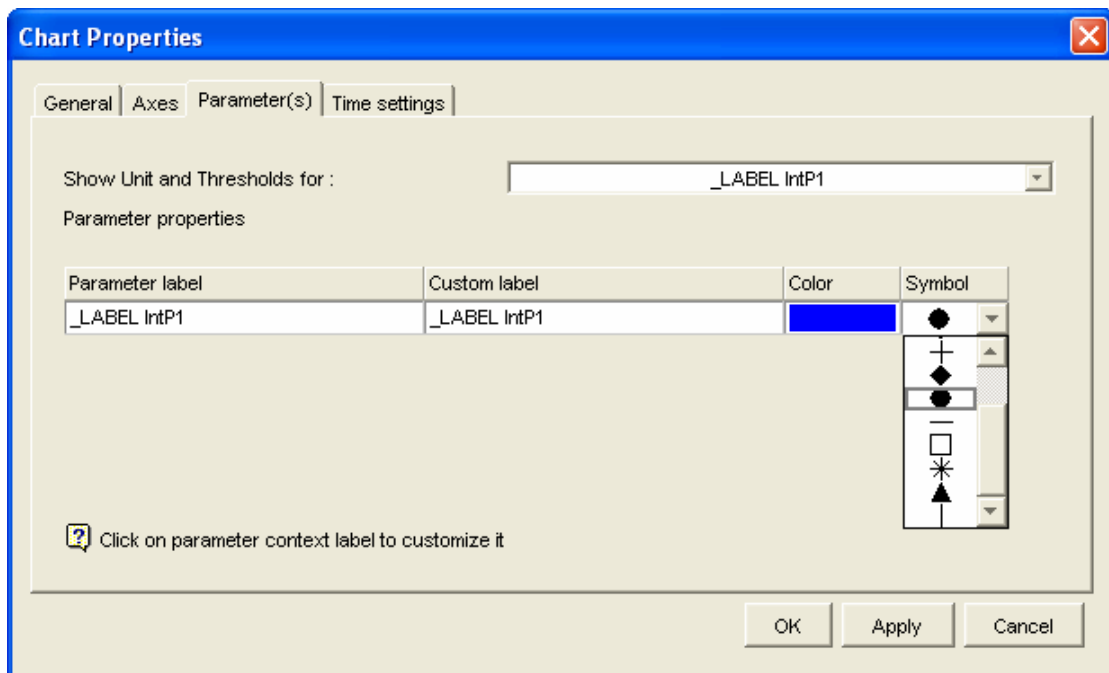 Chart Properties
General Axes Parameter(s) Time settings
Show Unit and Thresholds for : _LABEL IntP1
Parameter properties
Parameter label Custom label Color Symbol
_LABEL IntP1 _LABEL IntP1
Click on parameter context label to customize it
OK Apply Cancel